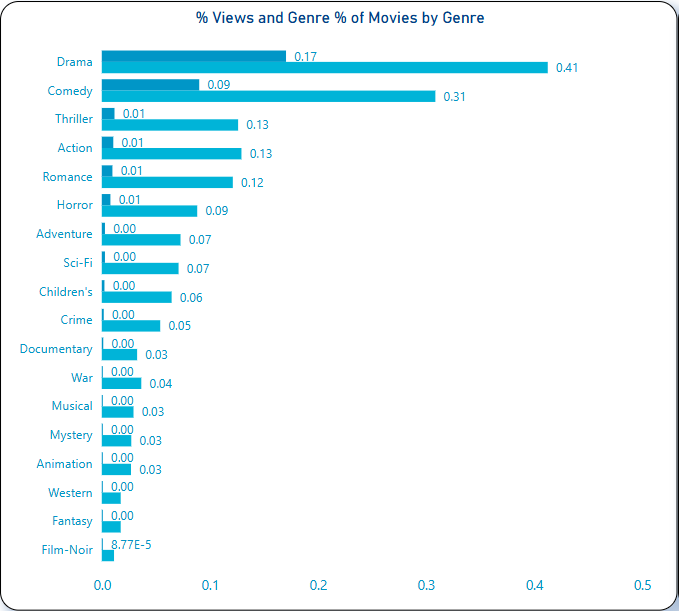 % Views and Genre % of Movies by Genre
Drama 0.17
0.41
Comedy 0.09
0.31
Thriller 0.01
0.13
Action 0.01
0.13
Romance 0.01
0.12
Horror 0.01
0.09
Adventure 0.00
0.07
Sci-Fi 0.00
0.07
Children's 0.00
0.06
Crime 0.00
0.05
Documentary 0.00
0.03
War 0.00
0.04
Musical 0.00
0.03
Mystery 0.00
0.03
Animation 0.00
0.03
Western 0.00
Fantasy 0.00
Film-Noir 8.77E-5
0.0 0.1 0.2 0.3 0.4 0.5